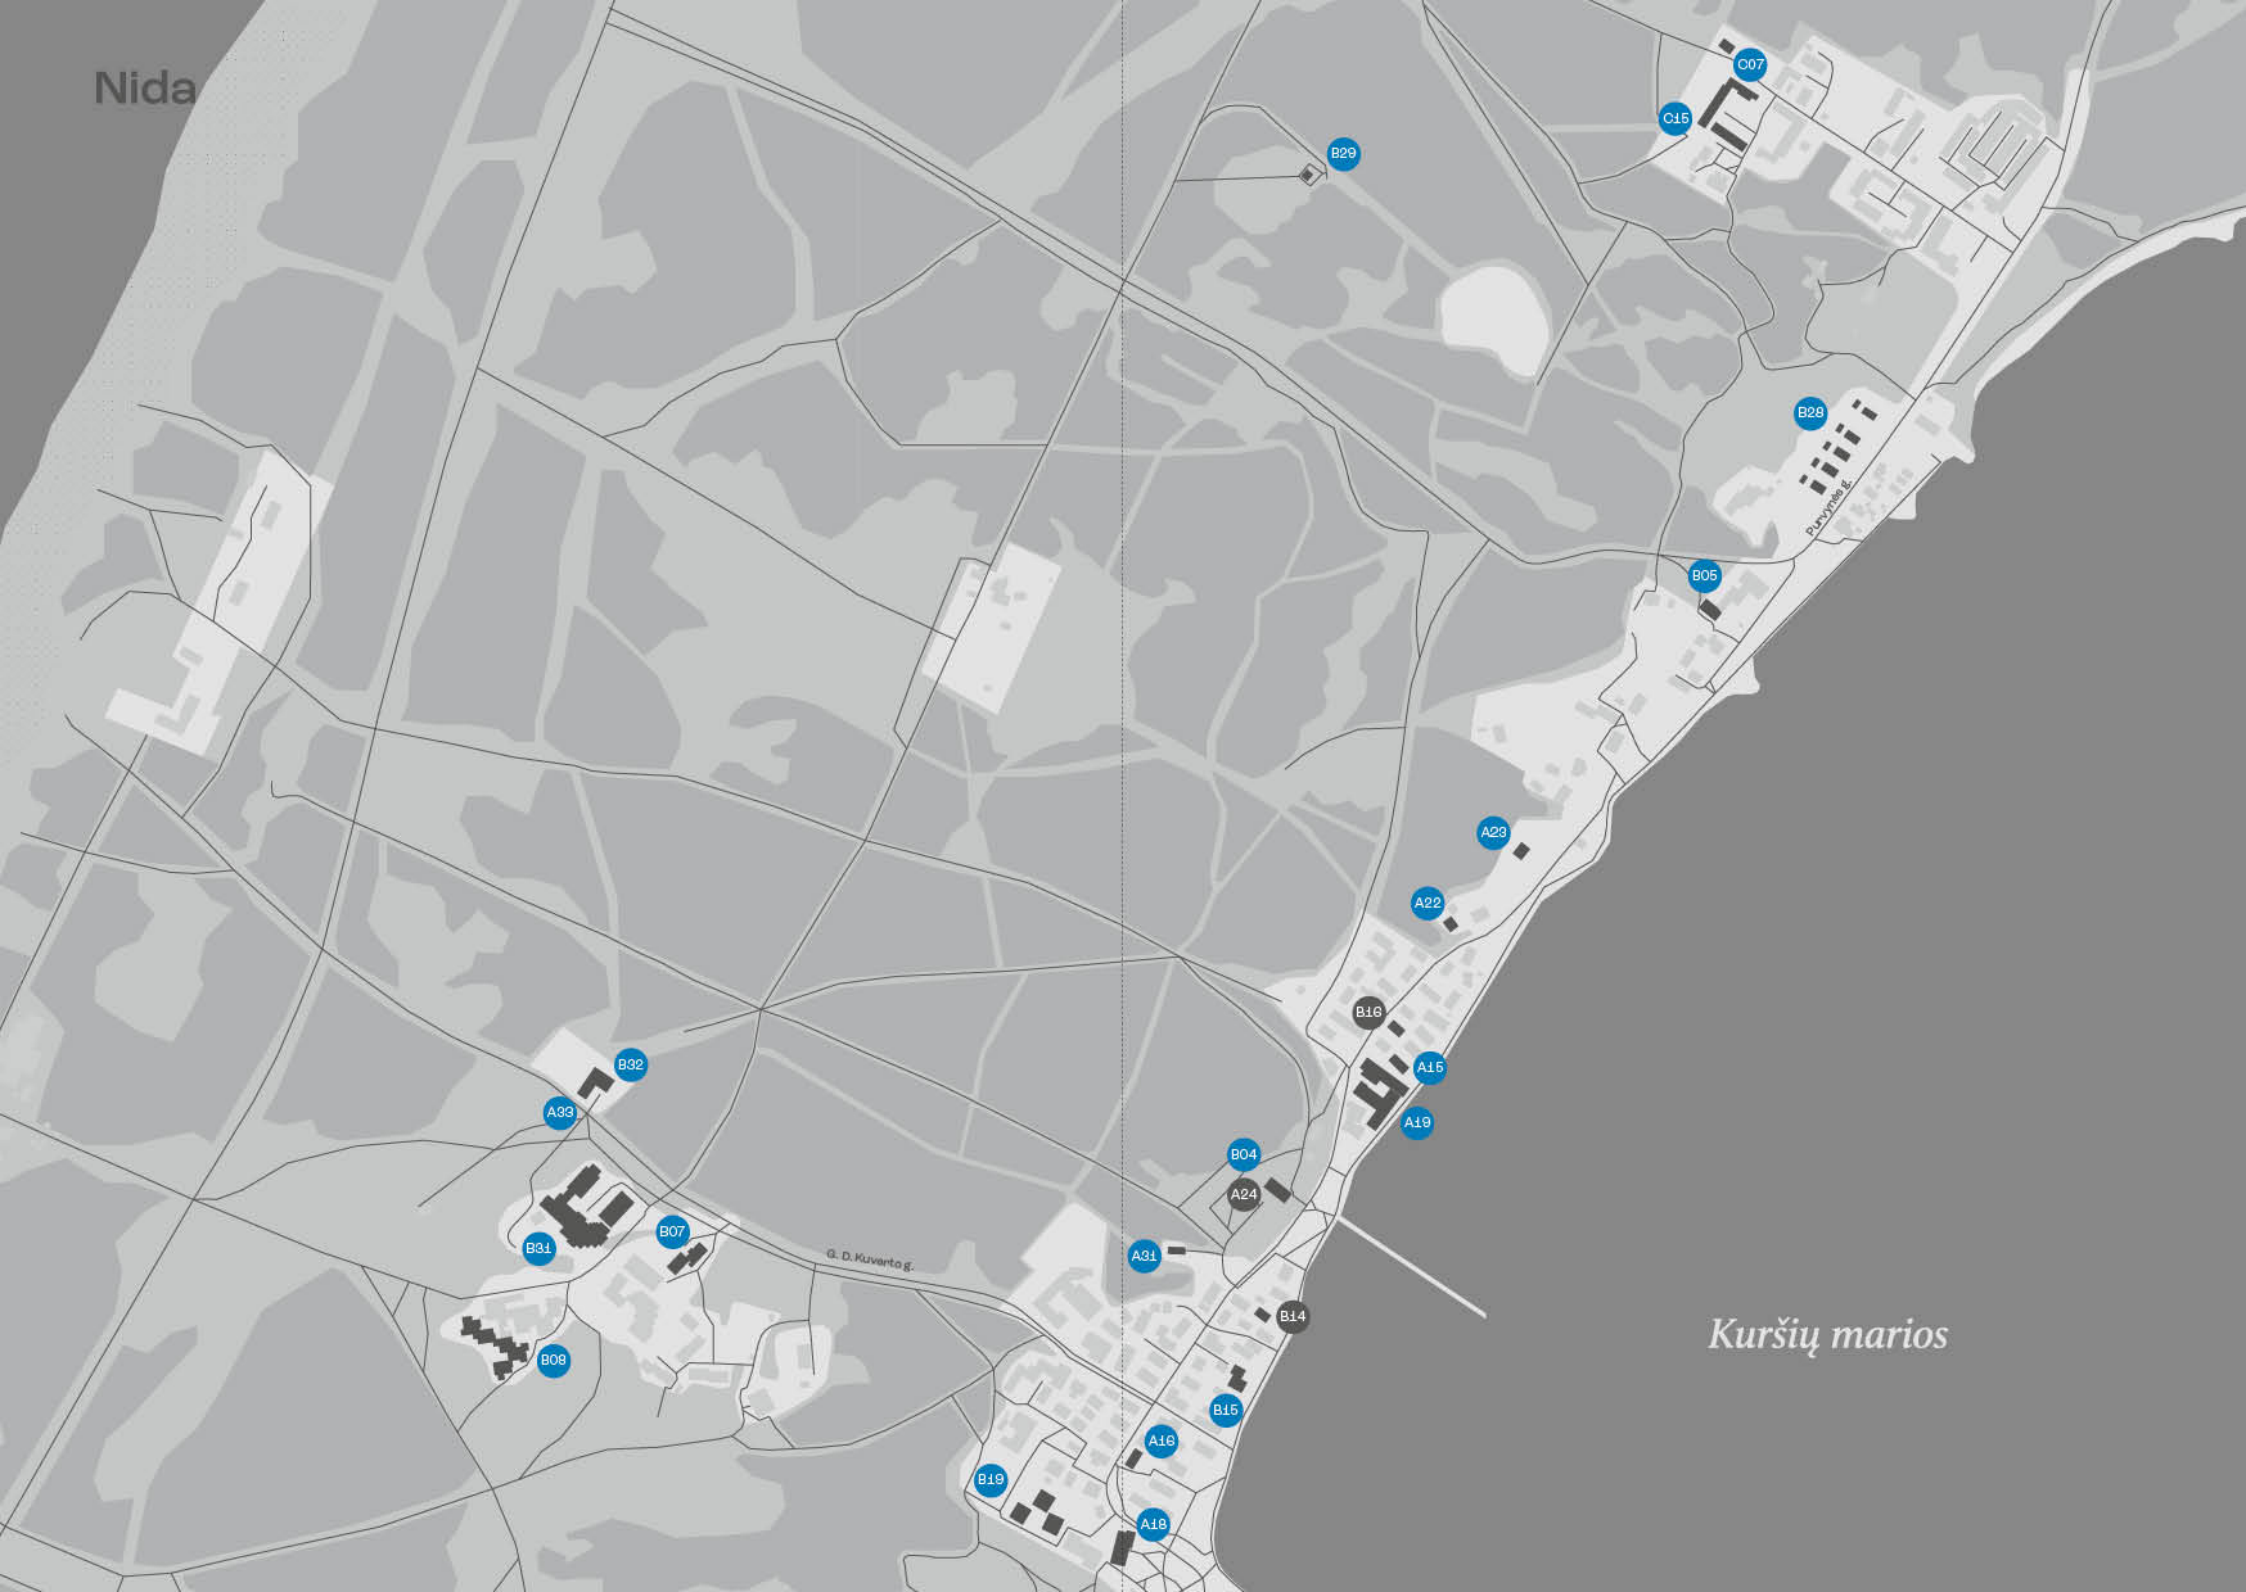 Nida
C07
C15
B29
B28
Purvynės g.
B05
A23
A22
B16
B32
A15
A33
A19
B04
A24
B07
B31
A31
G. D. Kuverto g.
B14
Kuršių marios
B08
B15
A16
B19
A18